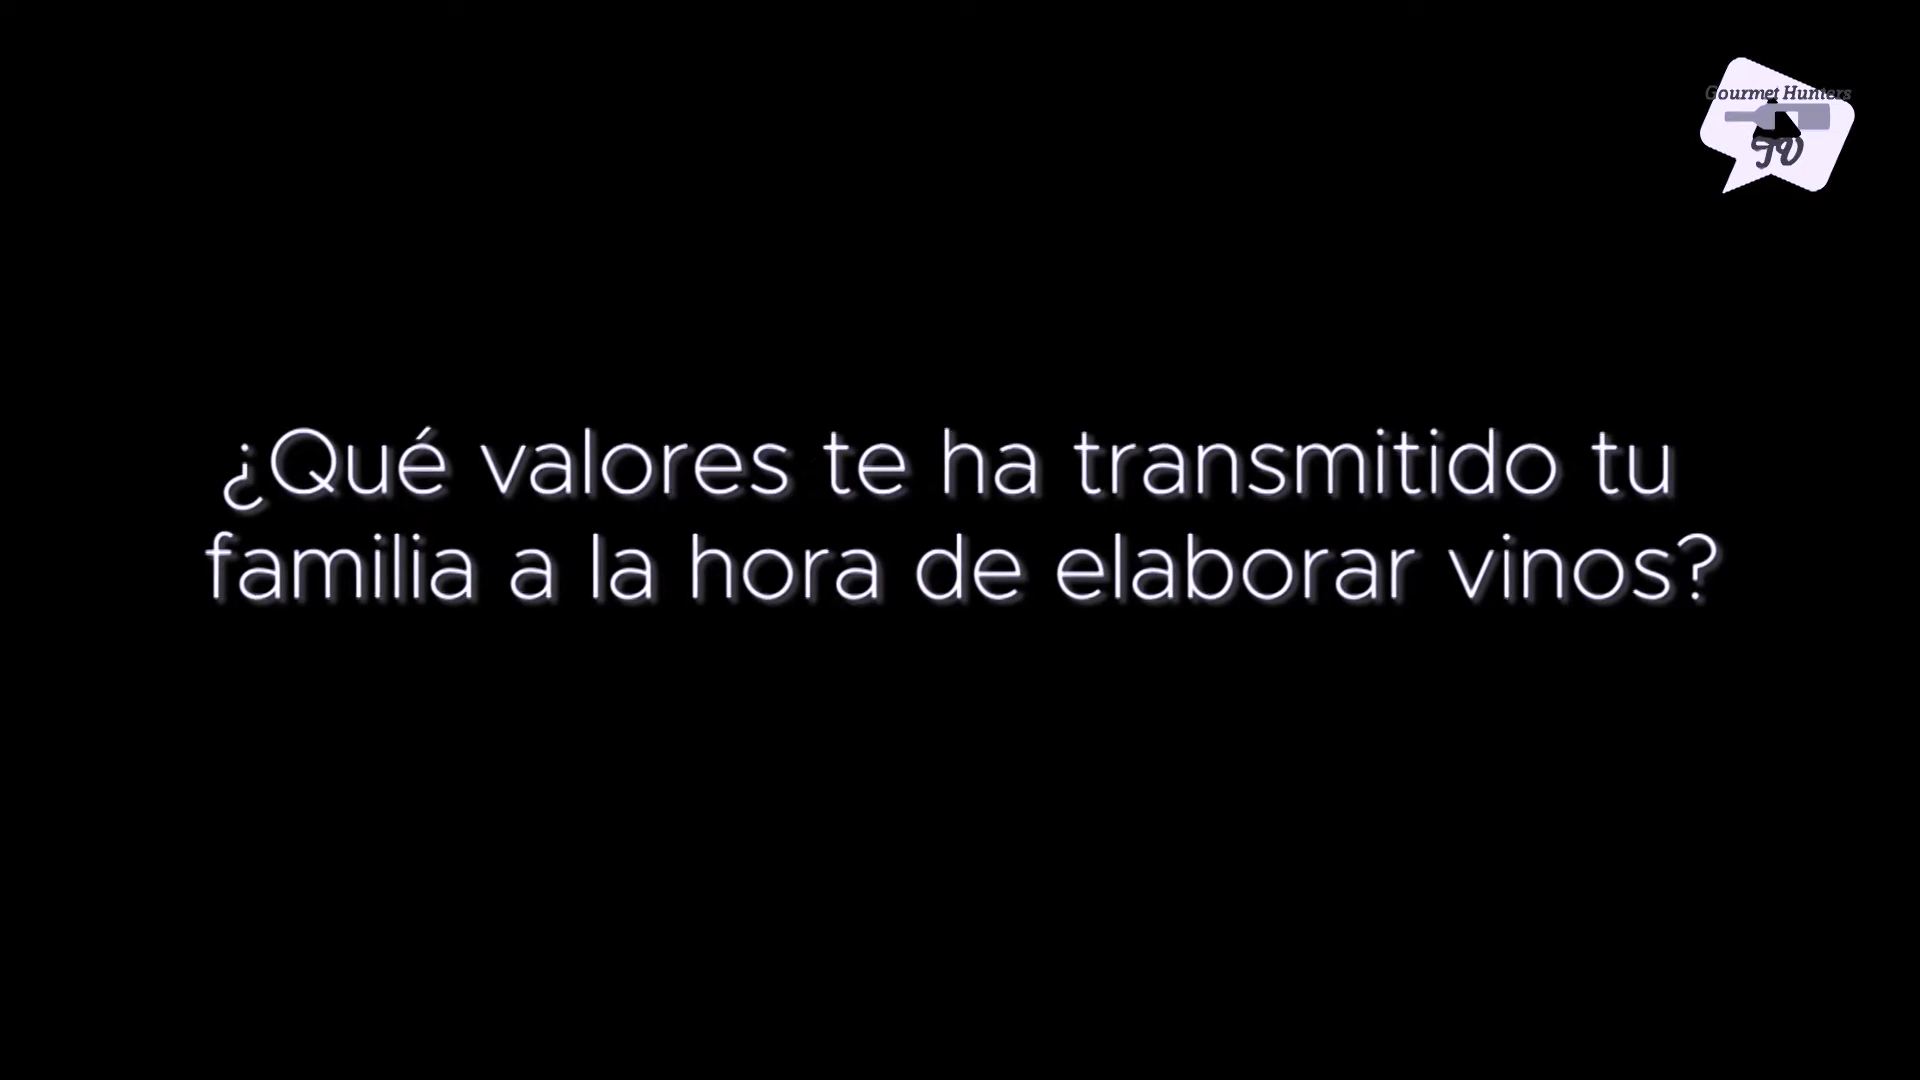 Gourmet Hunters
TV
¿Qué valores te ha transmitido tu
familia a la hora de elaborar vinos?